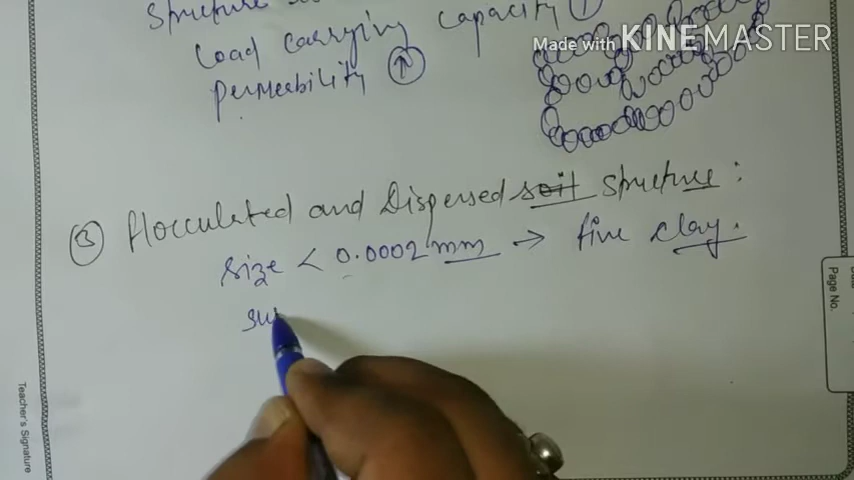 Structure
Load Carrying Capacity ↑
Made with KINEMASTER
Permeability ↑
③ Flocculated and Dispersed soil structure :
size < 0.0002 mm → fine clay.
su
Page No.
Teacher's Signature